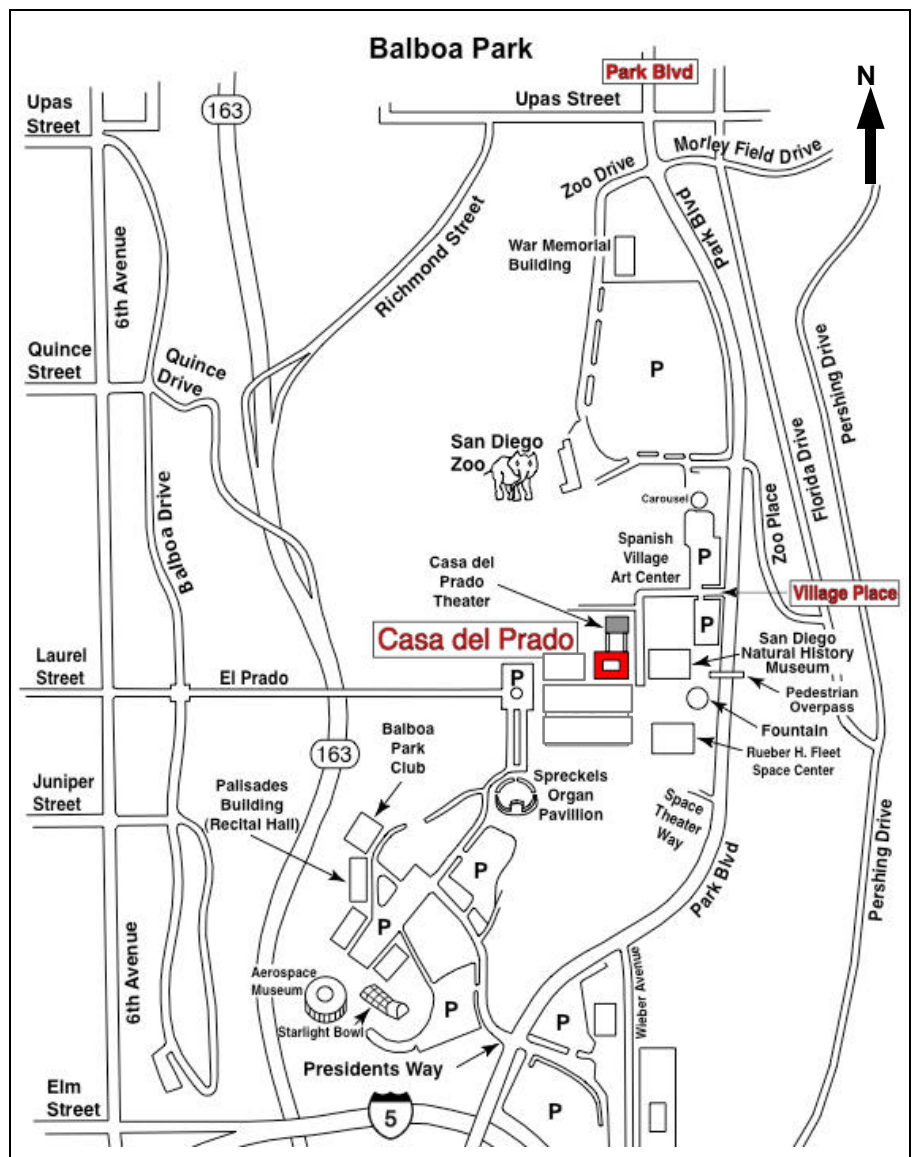 Balboa Park
Park Blvd
N
Upas
Street
163
Upas Street
Morley Field Drive
Zoo Drive
Park Blvd
6th Avenue
Richmond Street
War Memorial
Building
Quince
Street
Quince
Drive
P
Pershing Drive
Pershing Drive
Florida Drive
San Diego
Zoo
Zoo Place
Carousel
Balboa Drive
Spanish
Village
Art Center
P
Casa del
Prado
Theater
Village Place
P
Casa del Prado
San Diego
Natural History
Museum
Laurel
Street
El Prado
P
Pedestrian
Overpass
Fountain
Balboa
Park
Club
163
Rueber H. Fleet
Space Center
Juniper
Street
Palisades
Building
(Recital Hall)
Spreckels
Organ
Pavillion
Space
Theater
Way
Park Blvd
P
P
6th Avenue
Aerospace
Museum
Starlight Bowl
P
P
Wieber Avenue
Presidents Way
Elm
Street
5
P